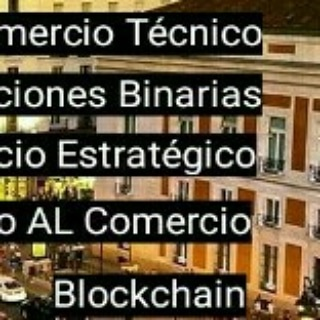 mercio Técnico
ciones Binarias
cio Estratégico
o AL Comercio
Blockchain